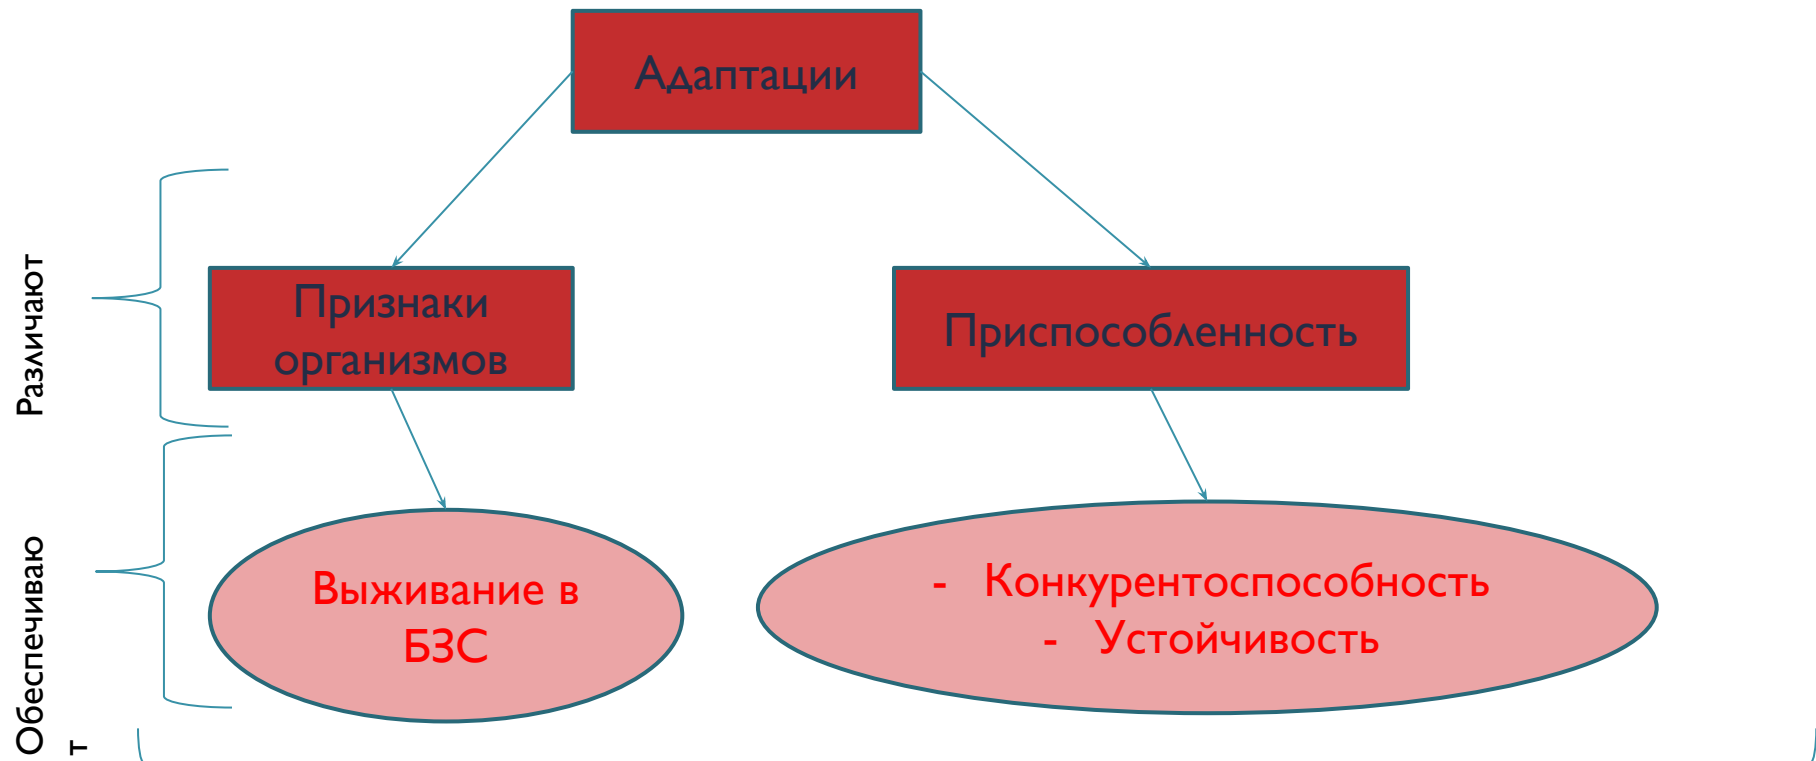 Адаптации
Различают
Признаки
организмов
Приспособленность
Обеспечиваю
т
Выживание в
БЗС
- Конкурентоспособность
- Устойчивость